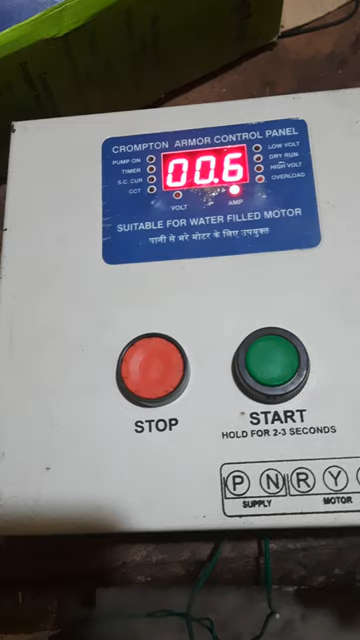 CROMPTON ARMOR CONTROL PANEL
PUMP ON
TIMER
S.C. CUR
CCT
00.6
LOW VOLT
DRY RUN
HIGH VOLT
OVERLOAD
VOLT
AMP
SUITABLE FOR WATER FILLED MOTOR
पानी से भरे मोटर के लिए उपयुक्त
STOP
START
HOLD FOR 2-3 SECONDS
P N R Y
SUPPLY MOTOR